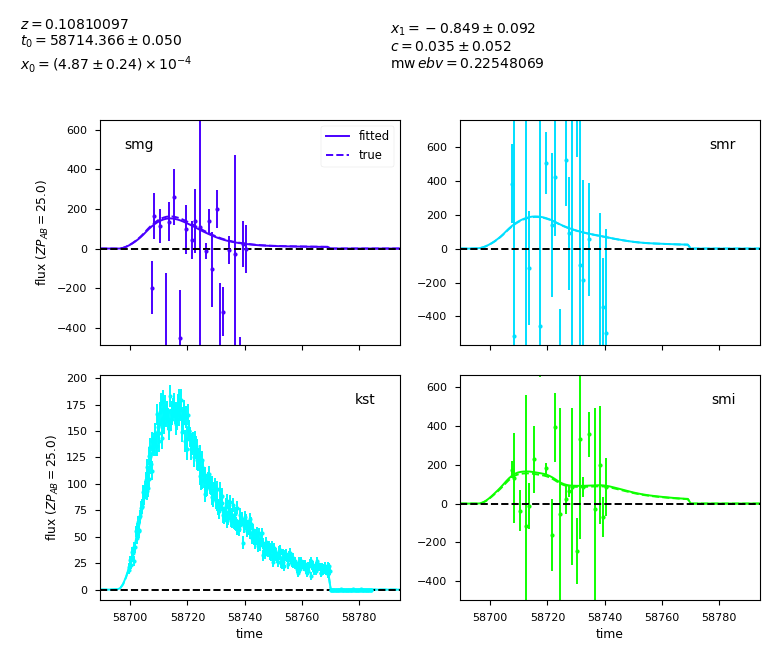 z = 0.10810097
t₀ = 58714.366 ± 0.050
x₀ = (4.87 ± 0.24) × 10⁻⁴
x₁ = −0.849 ± 0.092
c = 0.035 ± 0.052
mw ebv = 0.22548069
smg
fitted
true
600
400
200
0
−200
−400
flux (ZP_AB = 25.0)
smr
600
400
200
0
−200
−400
kst
200
175
150
125
100
75
50
25
0
flux (ZP_AB = 25.0)
58700 58720 58740 58760 58780
time
smi
600
400
200
0
−200
−400
58700 58720 58740 58760 58780
time